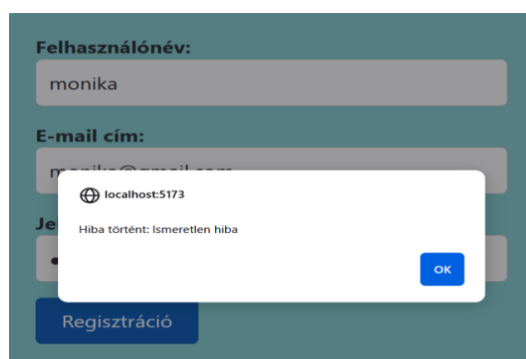 Felhasználónév:
monika
E-mail cím:
localhost:5173
Hiba történt: Ismeretlen hiba
OK
Regisztráció